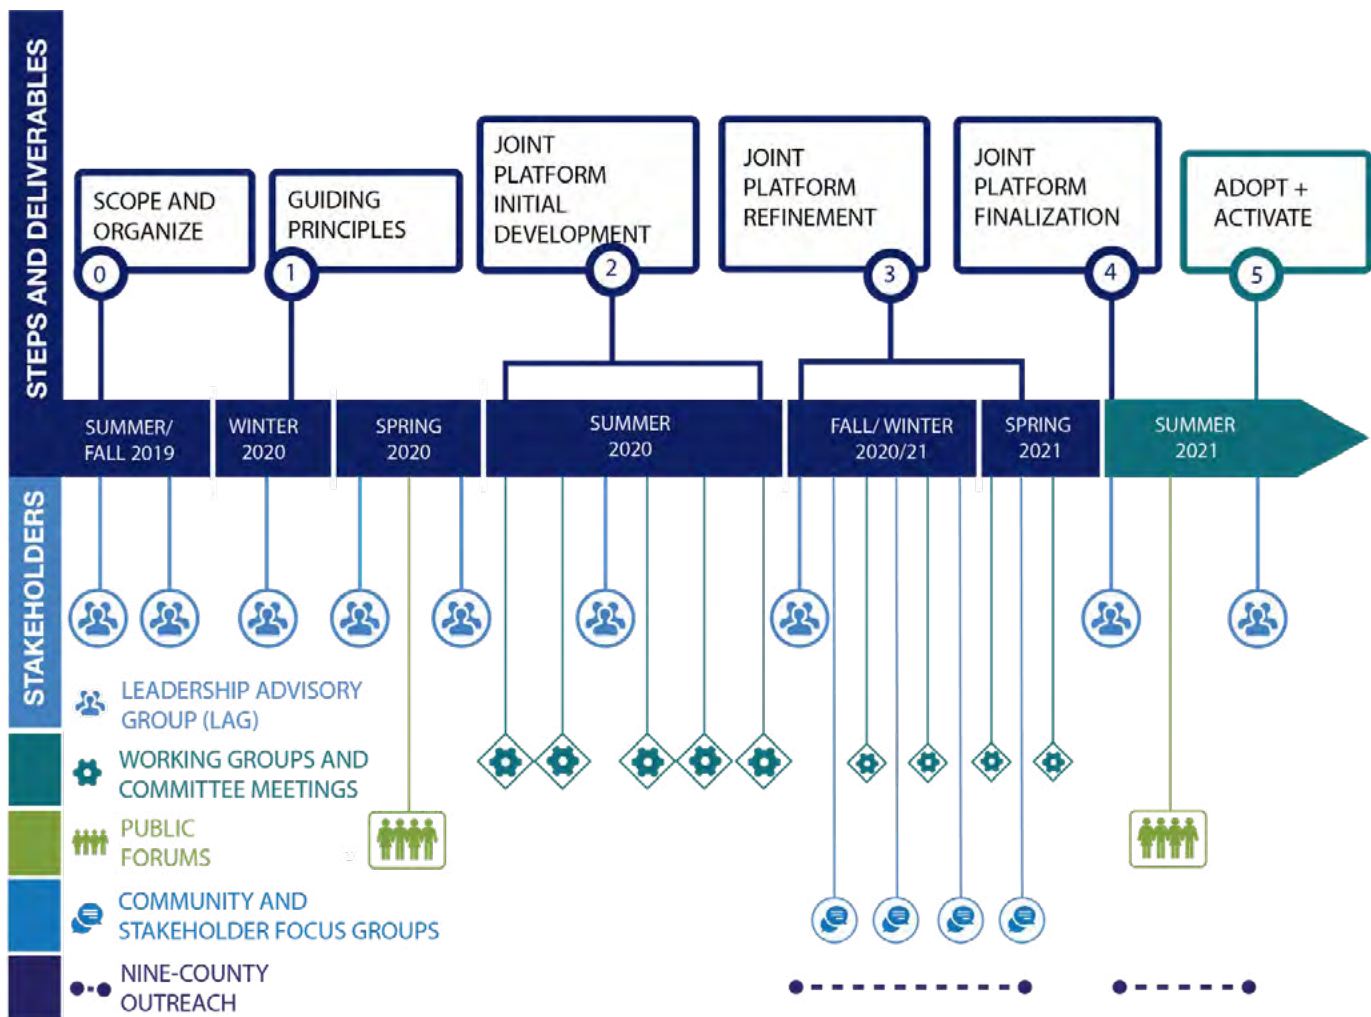 STEPS AND DELIVERABLES
SCOPE AND
ORGANIZE
0
GUIDING
PRINCIPLES
1
JOINT
PLATFORM
INITIAL
DEVELOPMENT
2
JOINT
PLATFORM
REFINEMENT
3
JOINT
PLATFORM
FINALIZATION
4
ADOPT +
ACTIVATE
5
SUMMER/
FALL 2019
WINTER
2020
SPRING
2020
SUMMER
2020
FALL/ WINTER
2020/21
SPRING
2021
SUMMER
2021
STAKEHOLDERS
LEADERSHIP ADVISORY
GROUP (LAG)
WORKING GROUPS AND
COMMITTEE MEETINGS
PUBLIC
FORUMS
COMMUNITY AND
STAKEHOLDER FOCUS GROUPS
NINE-COUNTY
OUTREACH